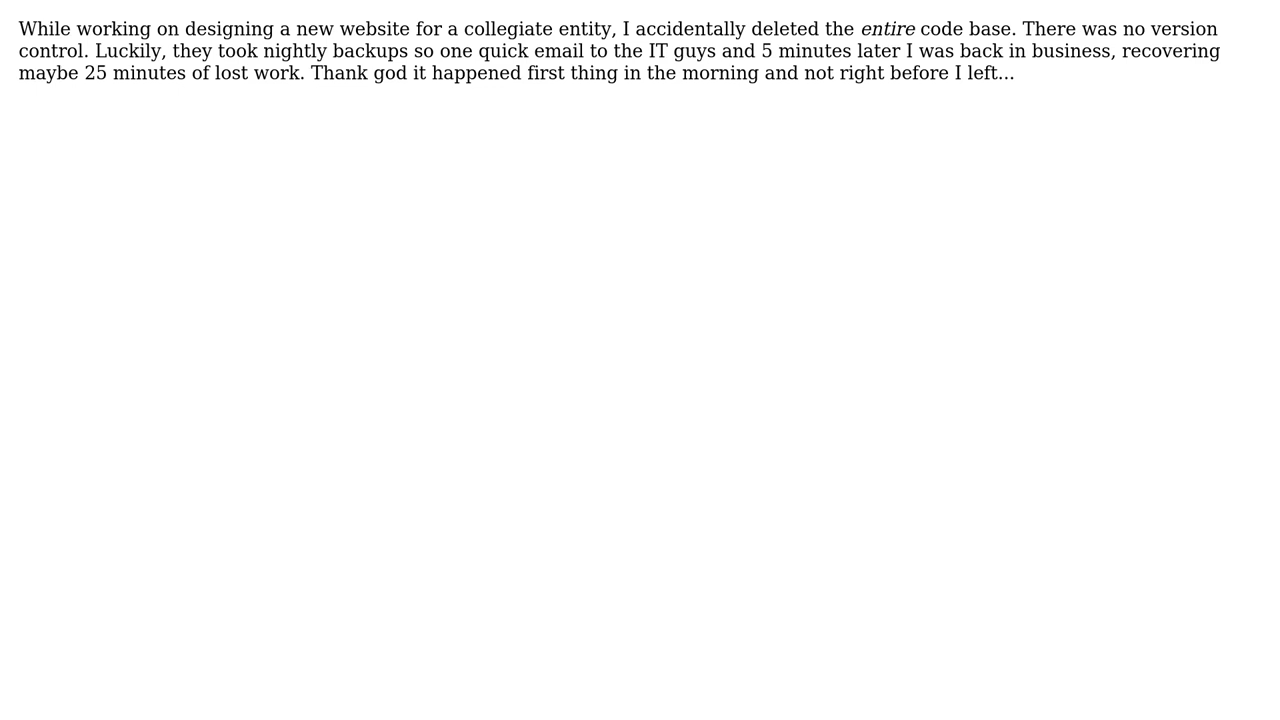 While working on designing a new website for a collegiate entity, I accidentally deleted the entire code base. There was no version
control. Luckily, they took nightly backups so one quick email to the IT guys and 5 minutes later I was back in business, recovering
maybe 25 minutes of lost work. Thank god it happened first thing in the morning and not right before I left...